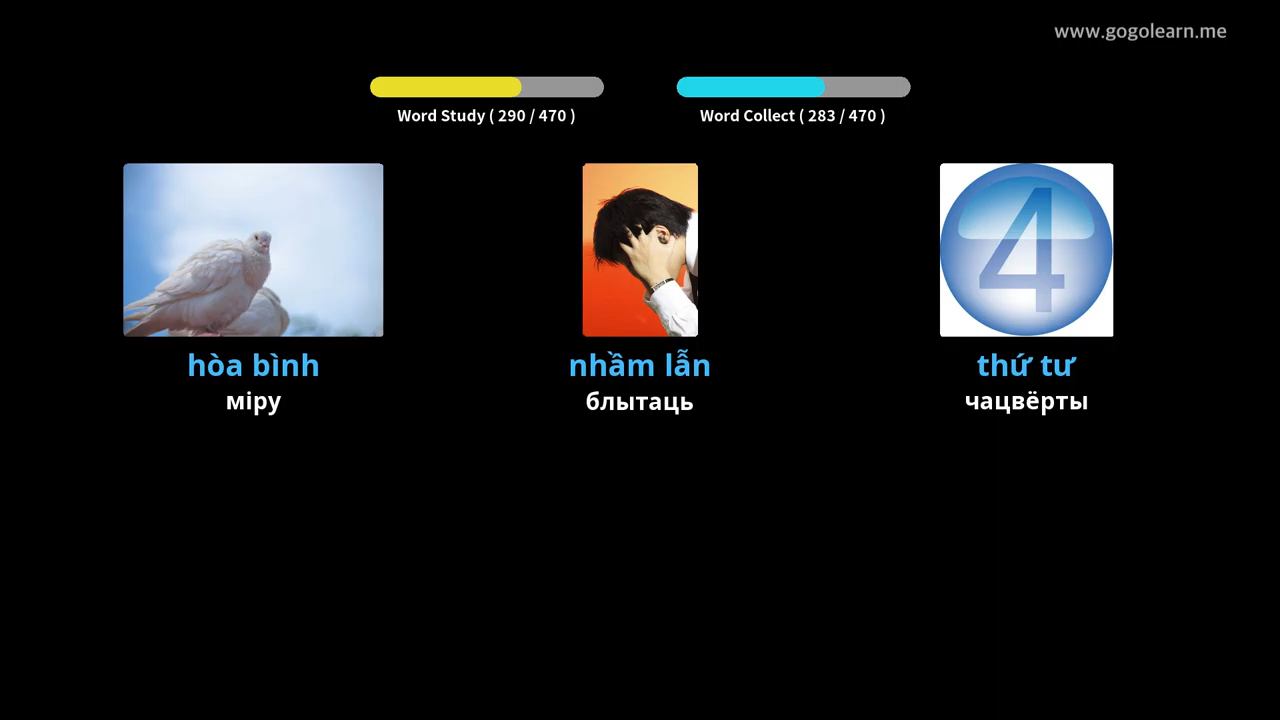 www.gogolearn.me
Word Study ( 290 / 470 )
Word Collect ( 283 / 470 )
4
hòa bình
nhầm lẫn
thứ tư
міру
блытаць
чацвёрты